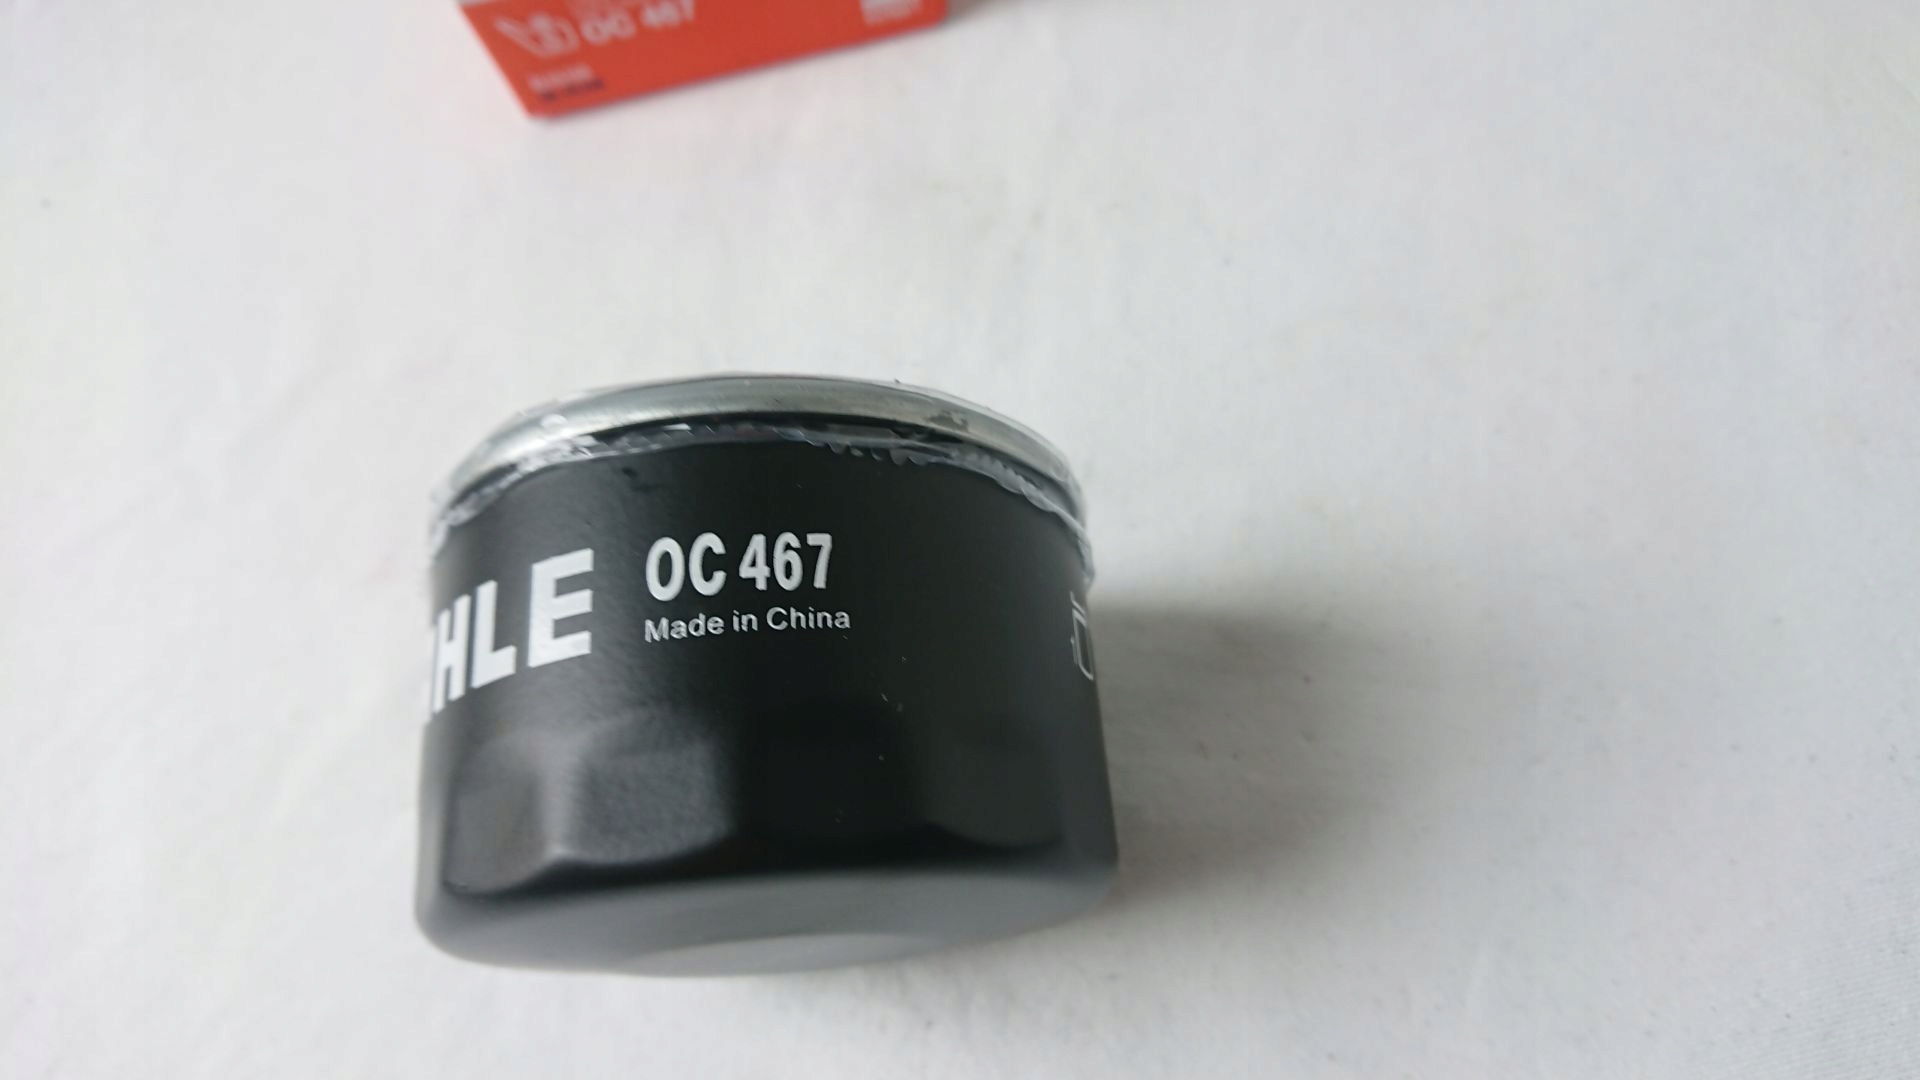 OC 467
HLE
OC 467
Made in China